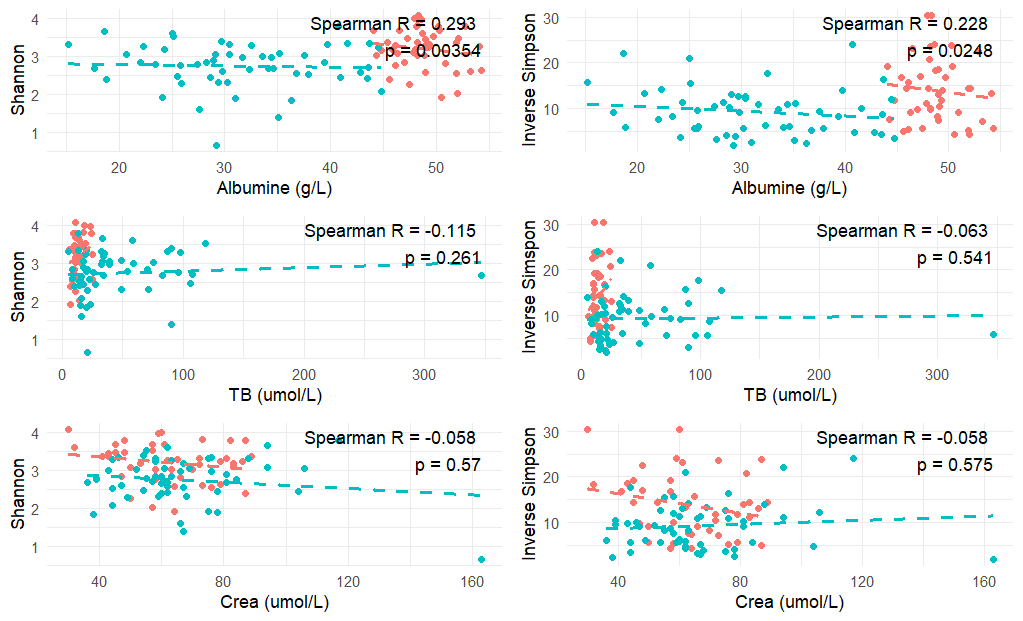 Spearman R = 0.293
p = 0.00354
Shannon
4
3
2
1
20
30
40
50
Albumine (g/L)
Spearman R = 0.228
p = 0.0248
Inverse Simpson
30
20
10
20
30
40
50
Albumine (g/L)
Spearman R = -0.115
p = 0.261
Shannon
4
3
2
1
0
100
200
300
TB (umol/L)
Spearman R = -0.063
p = 0.541
Inverse Simspon
30
20
10
0
100
200
300
TB (umol/L)
Spearman R = -0.058
p = 0.57
Shannon
4
3
2
1
40
80
120
160
Crea (umol/L)
Spearman R = -0.058
p = 0.575
Inverse Simpson
30
20
10
40
80
120
160
Crea (umol/L)